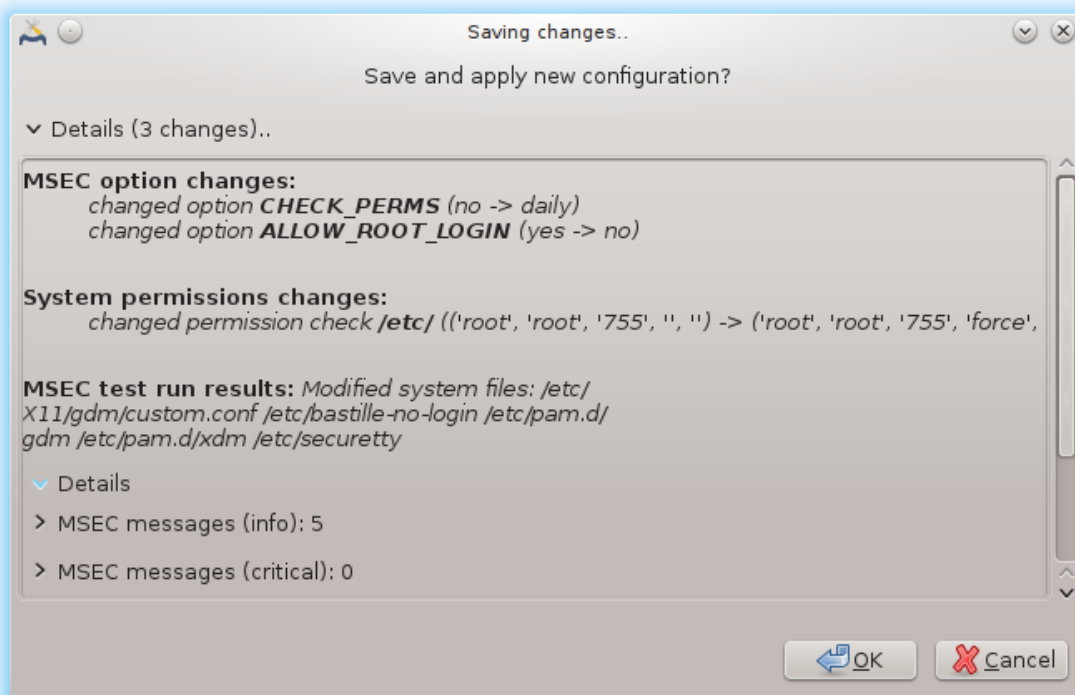 Saving changes..
Save and apply new configuration?
Details (3 changes)..
MSEC option changes:
changed option CHECK_PERMS (no -> daily)
changed option ALLOW_ROOT_LOGIN (yes -> no)
System permissions changes:
changed permission check /etc/ (('root', 'root', '755', '', '') -> ('root', 'root', '755', 'force',
MSEC test run results: Modified system files: /etc/
X11/gdm/custom.conf /etc/bastille-no-login /etc/pam.d/
gdm /etc/pam.d/xdm /etc/securetty
Details
MSEC messages (info): 5
MSEC messages (critical): 0
OK
Cancel